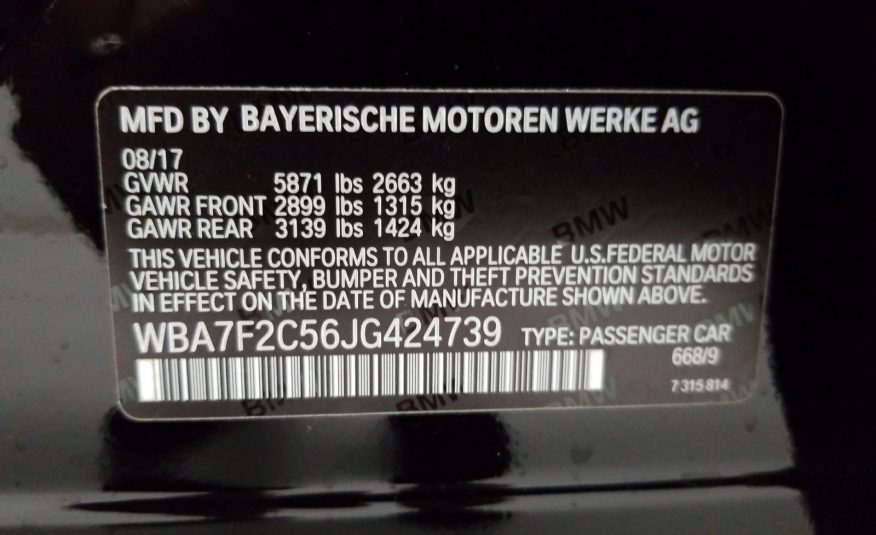 MFD BY BAYERISCHE MOTOREN WERKE AG
08/17
GVWR 5871 lbs 2663 kg
GAWR FRONT 2899 lbs 1315 kg
GAWR REAR 3139 lbs 1424 kg
THIS VEHICLE CONFORMS TO ALL APPLICABLE U.S.FEDERAL MOTOR
VEHICLE SAFETY, BUMPER AND THEFT PREVENTION STANDARDS
IN EFFECT ON THE DATE OF MANUFACTURE SHOWN ABOVE.
WBA7F2C56JG424739 TYPE: PASSENGER CAR
668/9
7 315 814
BMW
BMW
BMW